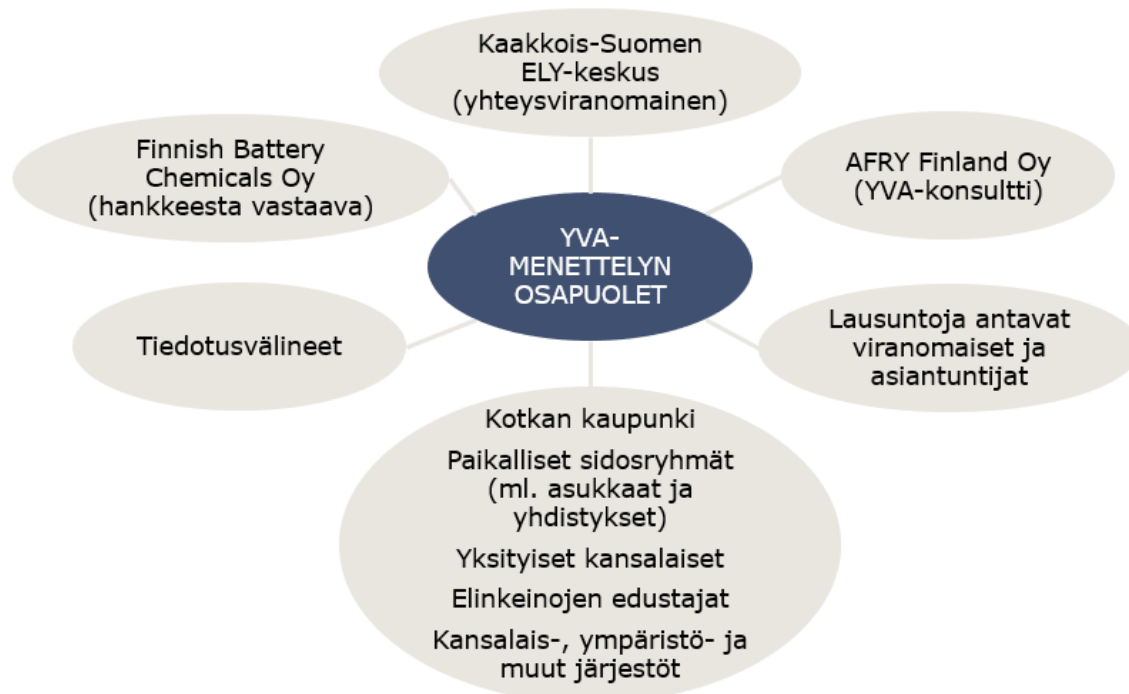 Kaakkois-Suomen
ELY-keskus
(yhteysviranomainen)
Finnish Battery
Chemicals Oy
(hankkeesta vastaava)
AFRY Finland Oy
(YVA-konsultti)
YVA-
MENETTELYN
OSAPUOLET
Tiedotusvälineet
Lausuntoja antavat
viranomaiset ja
asiantuntijat
Kotkan kaupunki
Paikalliset sidosryhmät
(ml. asukkaat ja
yhdistykset)
Yksityiset kansalaiset
Elinkeinojen edustajat
Kansalais-, ympäristö- ja
muut järjestöt